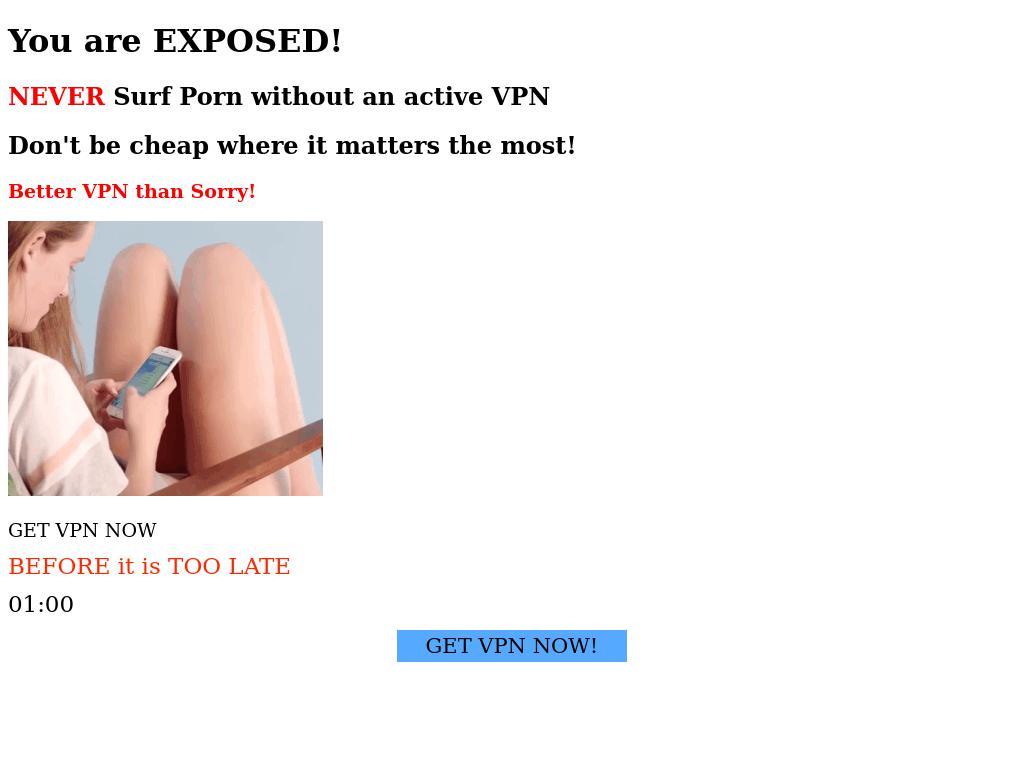 You are EXPOSED!
NEVER Surf Porn without an active VPN
Don't be cheap where it matters the most!
Better VPN than Sorry!
GET VPN NOW
BEFORE it is TOO LATE
01:00
GET VPN NOW!